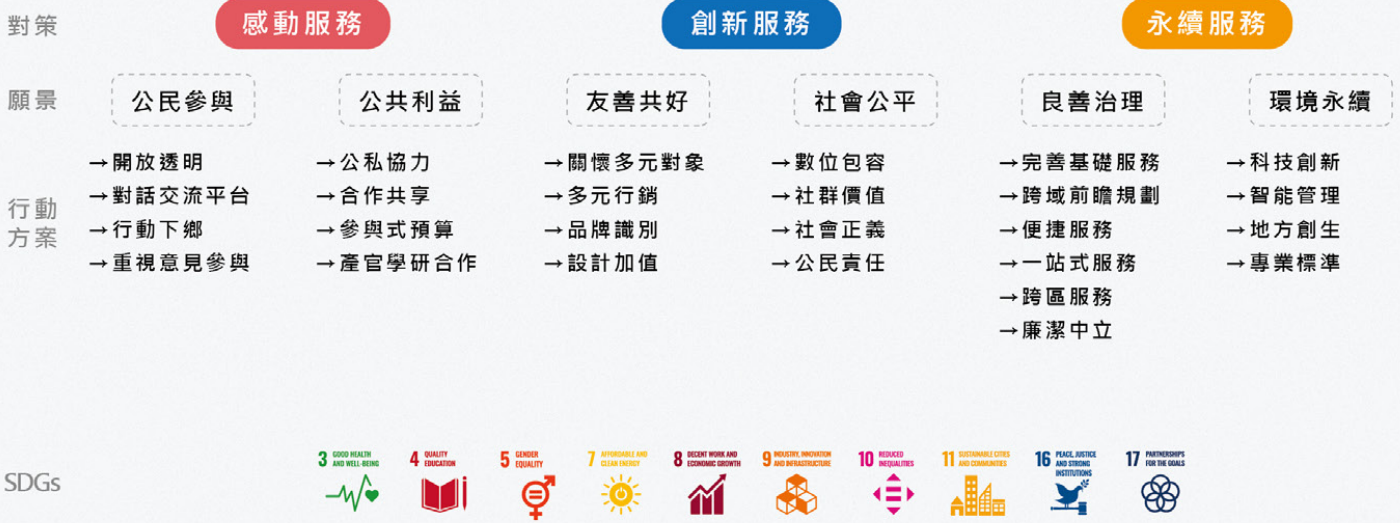 對策
感動服務
創新服務
永續服務
願景
公民參與
公共利益
友善共好
社會公平
良善治理
環境永續
行動
方案
→開放透明
→對話交流平台
→行動下鄉
→重視意見參與
→公私協力
→合作共享
→參與式預算
→產官學研合作
→關懷多元對象
→多元行銷
→品牌識別
→設計加值
→數位包容
→社群價值
→社會正義
→公民責任
→完善基礎服務
→跨域前瞻規劃
→便捷服務
→一站式服務
→跨區服務
→廉潔中立
→科技創新
→智能管理
→地方創生
→專業標準
SDGs
3 GOOD HEALTH
AND WELL-BEING
4 QUALITY
EDUCATION
5 GENDER
EQUALITY
7 AFFORDABLE AND
CLEAN ENERGY
8 DECENT WORK AND
ECONOMIC GROWTH
9 INDUSTRY, INNOVATION
AND INFRASTRUCTURE
10 REDUCED
INEQUALITIES
11 SUSTAINABLE CITIES
AND COMMUNITIES
16 PEACE, JUSTICE
AND STRONG
INSTITUTIONS
17 PARTNERSHIPS
FOR THE GOALS